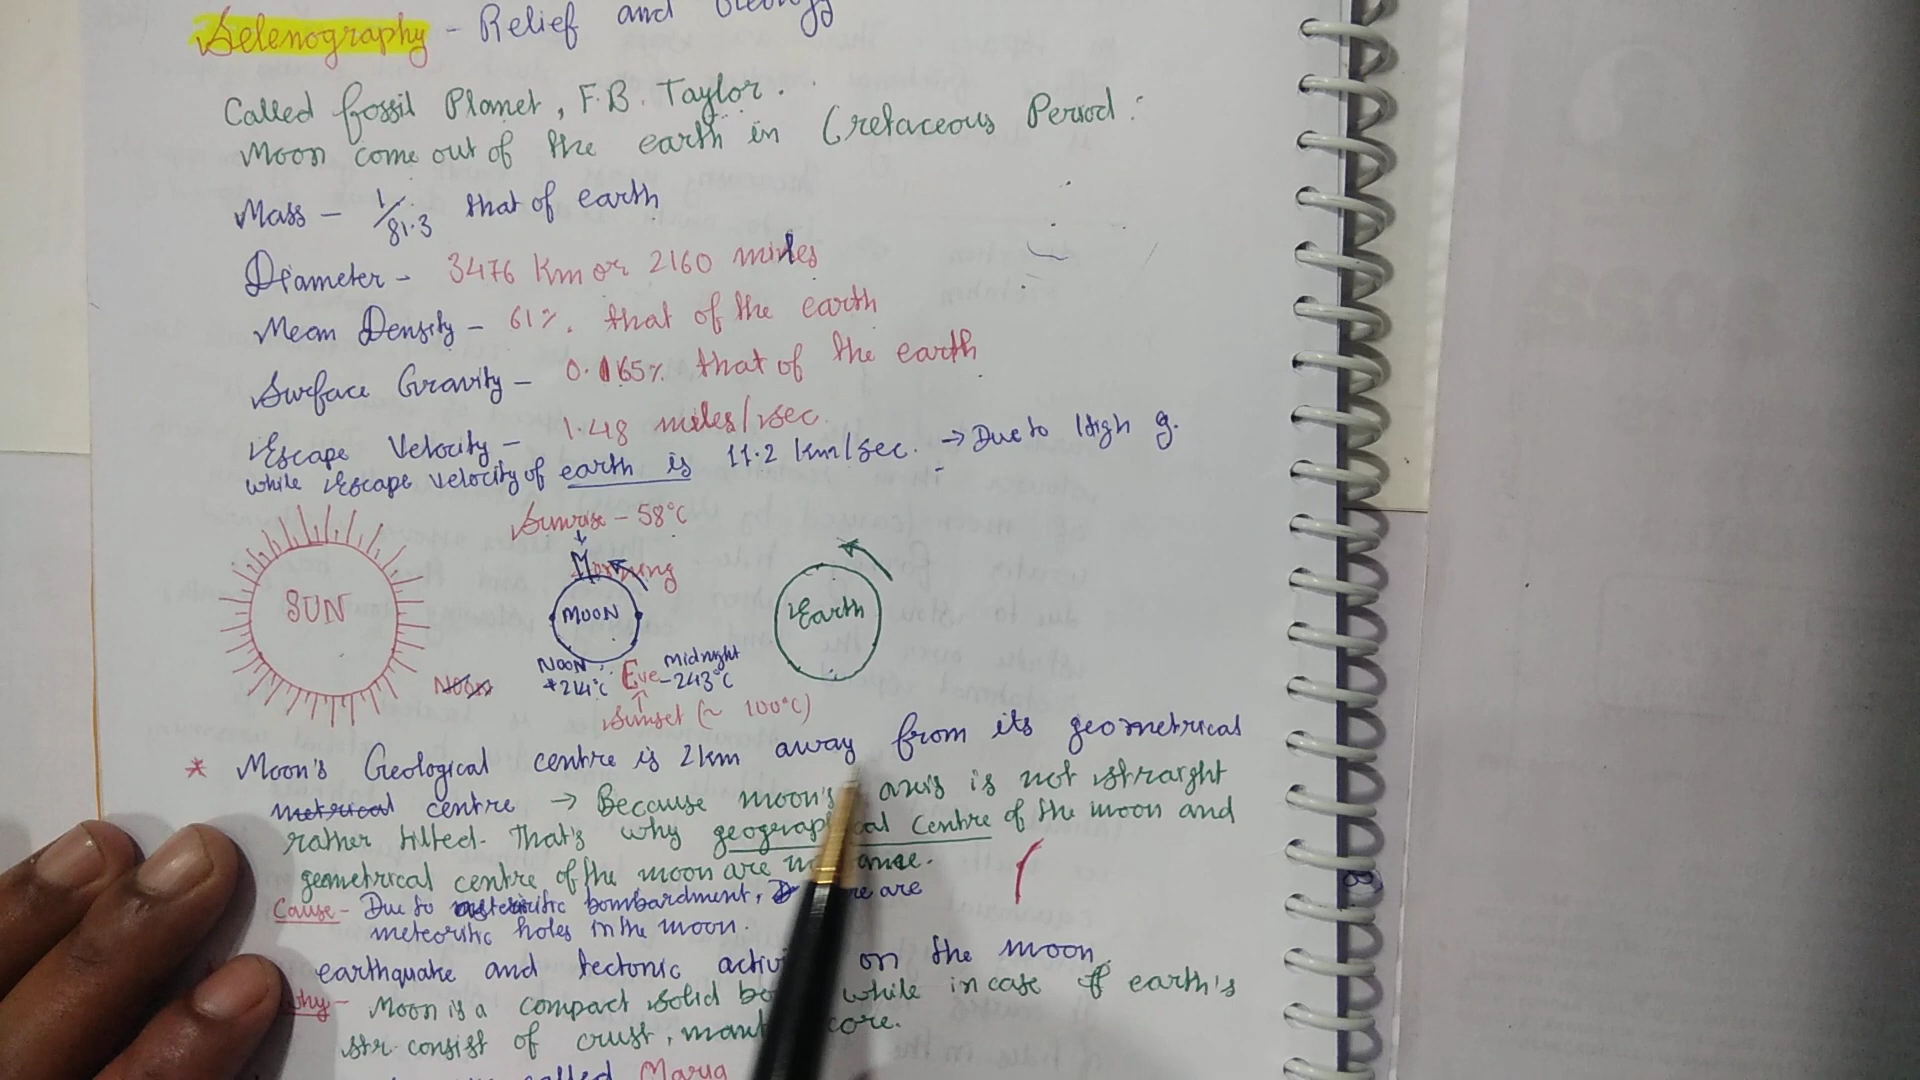 Selenography - Relief and
Called fossil Planet, F.B. Taylor.
Moon come out of the earth in Cretaceous Period.
Mass - 1/81.3 that of earth
Diameter - 3476 Km or 2160 miles
Mean Density - 61%. that of the earth
Surface Gravity - 0.165% that of the earth
Escape Velocity - 1.48 miles/sec.
while escape velocity of earth is 11.2 km/sec. → Due to High g.
Sunrise - 58°C
Morning
SUN
MOON
Earth
Noon
+214°C
Eve
midnight
-243°C
Noon
Sunset (~ 100°C)
* Moon's Geological centre is 2km away from its geometrical
metrical centre → Because moon's axis is not straight
rather tilted. That's why geographical centre of the moon and
geometrical centre of the moon are
Cause - Due to bombardment, are
meteoritic holes in the moon.
earthquake and tectonic on the moon.
Why - Moon is a compact solid while in case of earth's
str. consist of crust, core.
called Maria